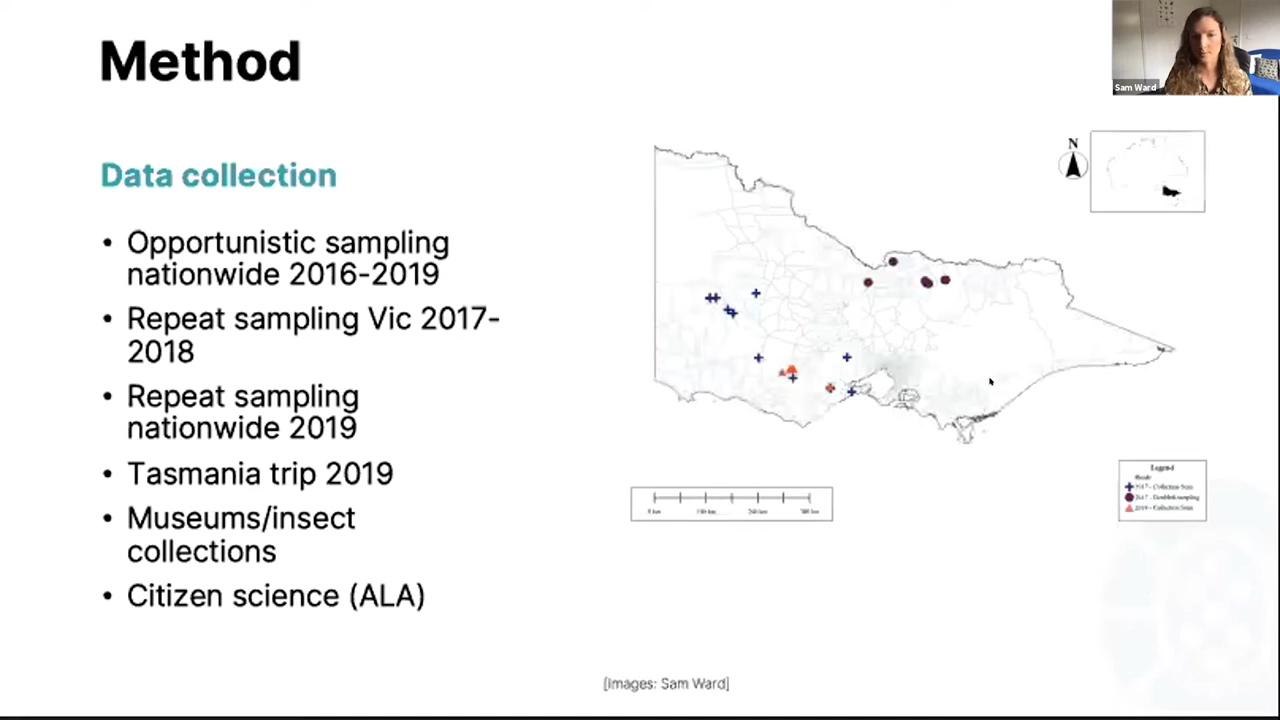 Method
Sam Ward
Data collection
• Opportunistic sampling
nationwide 2016-2019
• Repeat sampling Vic 2017-
2018
• Repeat sampling
nationwide 2019
• Tasmania trip 2019
• Museums/insect
collections
• Citizen science (ALA)
N
Legend
[Images: Sam Ward]